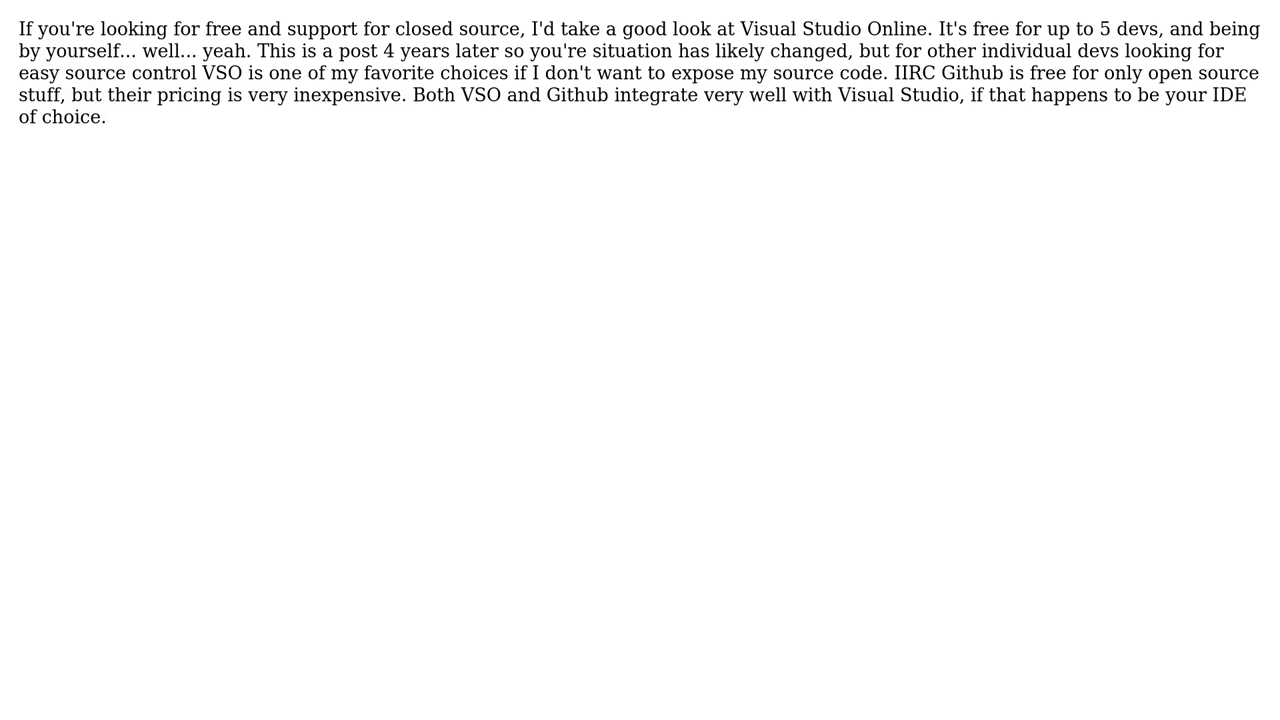 If you're looking for free and support for closed source, I'd take a good look at Visual Studio Online. It's free for up to 5 devs, and being
by yourself... well... yeah. This is a post 4 years later so you're situation has likely changed, but for other individual devs looking for
easy source control VSO is one of my favorite choices if I don't want to expose my source code. IIRC Github is free for only open source
stuff, but their pricing is very inexpensive. Both VSO and Github integrate very well with Visual Studio, if that happens to be your IDE
of choice.